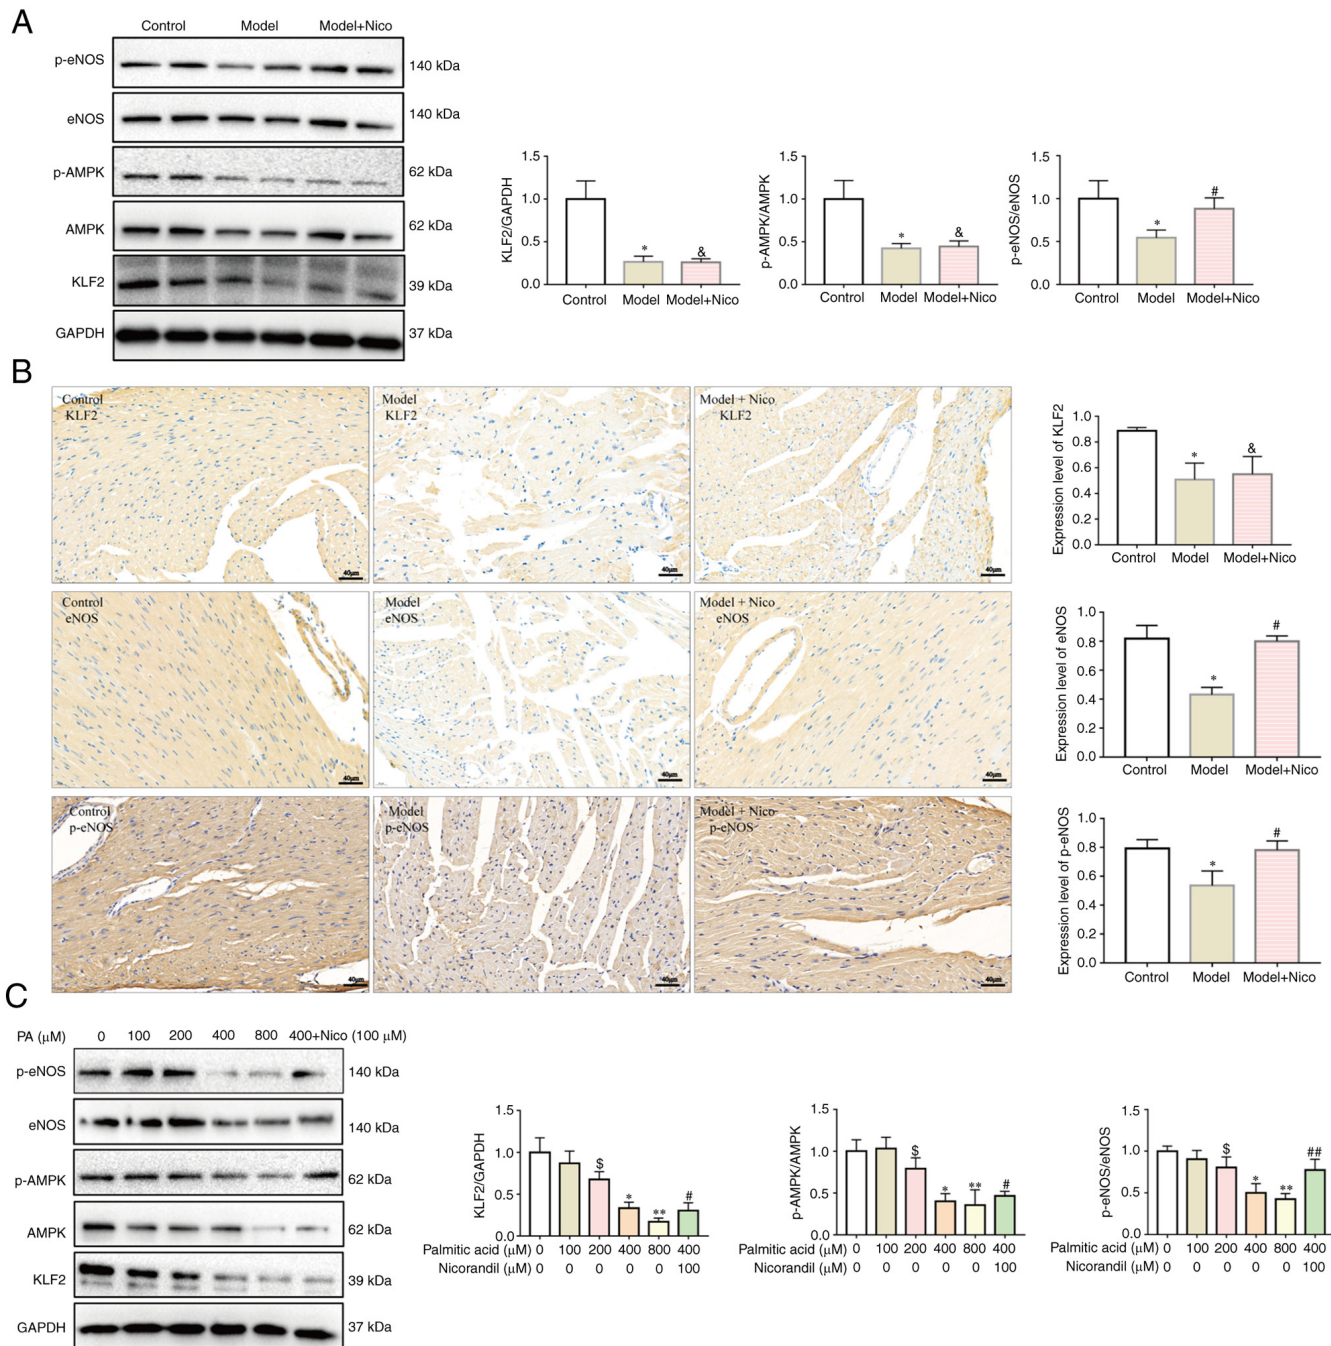 A
Control Model Model+Nico
p-eNOS 140 kDa
eNOS 140 kDa
p-AMPK 62 kDa
AMPK 62 kDa
KLF2 39 kDa
GAPDH 37 kDa
KLF2/GAPDH
1.5
1.0
0.5
0.0
* &
Control Model Model+Nico
p-AMPK/AMPK
1.5
1.0
0.5
0.0
* &
Control Model Model+Nico
p-eNOS/eNOS
1.5
1.0
0.5
0.0
* #
Control Model Model+Nico
B
Control
KLF2
40μm
Model
KLF2
40μm
Model + Nico
KLF2
40μm
Expression level of KLF2
1.0
0.8
0.6
0.4
0.2
0.0
* &
Control Model Model+Nico
Control
eNOS
40μm
Model
eNOS
40μm
Model + Nico
eNOS
40μm
Expression level of eNOS
1.0
0.8
0.6
0.4
0.2
0.0
* #
Control Model Model+Nico
Control
p-eNOS
40μm
Model
p-eNOS
40μm
Model + Nico
p-eNOS
40μm
Expression level of p-eNOS
1.0
0.8
0.6
0.4
0.2
0.0
* #
Control Model Model+Nico
C
PA (μM) 0 100 200 400 800 400+Nico (100 μM)
p-eNOS 140 kDa
eNOS 140 kDa
p-AMPK 62 kDa
AMPK 62 kDa
KLF2 39 kDa
GAPDH 37 kDa
KLF2/GAPDH
1.5
1.0
0.5
0.0
$ * ** #
Palmitic acid (μM) 0 100 200 400 800 400
Nicorandil (μM) 0 0 0 0 0 100
p-AMPK/AMPK
1.5
1.0
0.5
0.0
$ * ** #
Palmitic acid (μM) 0 100 200 400 800 400
Nicorandil (μM) 0 0 0 0 0 100
p-eNOS/eNOS
1.5
1.0
0.5
0.0
$ * ** ##
Palmitic acid (μM) 0 100 200 400 800 400
Nicorandil (μM) 0 0 0 0 0 100